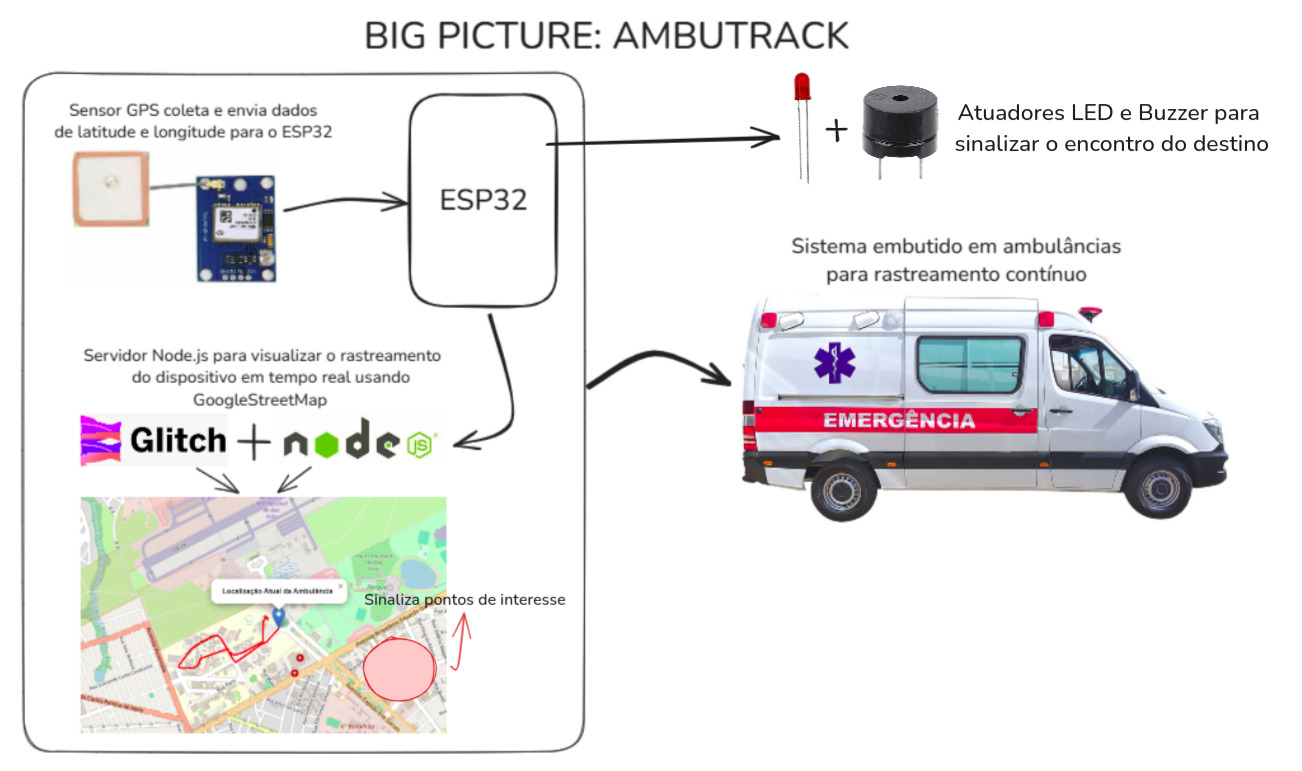 BIG PICTURE: AMBUTRACK
Sensor GPS coleta e envia dados
de latitude e longitude para o ESP32
ESP32
Atuadores LED e Buzzer para
sinalizar o encontro do destino
Sistema embutido em ambulâncias
para rastreamento contínuo
EMERGÊNCIA
Servidor Node.js para visualizar o rastreamento
do dispositivo em tempo real usando
GoogleStreetMap
Glitch + node
JS
Localização Atual da Ambulância
Sinaliza pontos de interesse